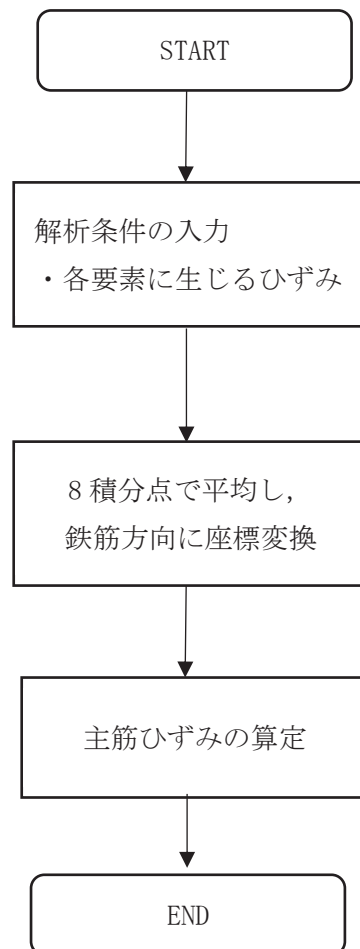 START
解析条件の入力
・各要素に生じるひずみ
8 積分点で平均し，
鉄筋方向に座標変換
主筋ひずみの算定
END